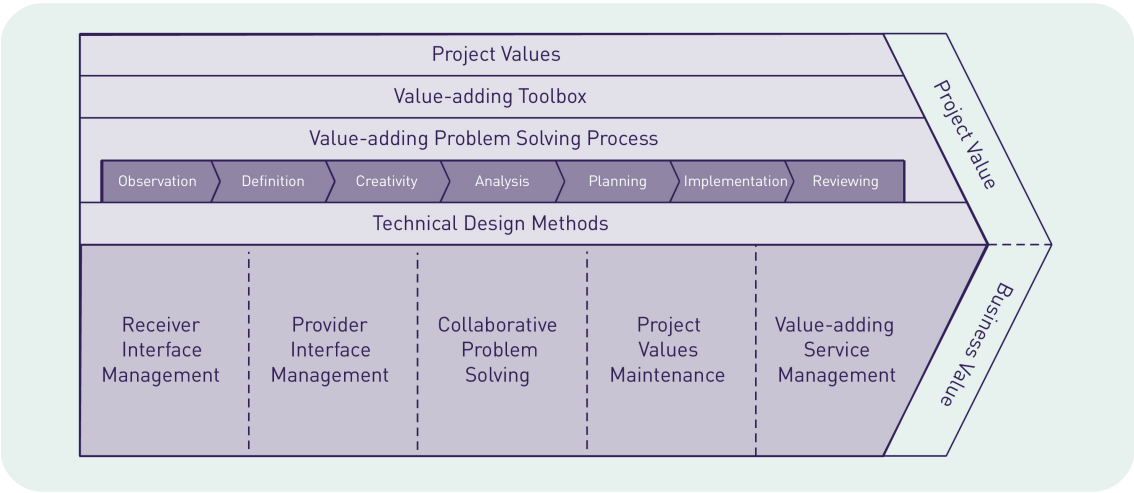 Project Values
Value-adding Toolbox
Value-adding Problem Solving Process
Observation
Definition
Creativity
Analysis
Planning
Implementation
Reviewing
Technical Design Methods
Receiver
Interface
Management
Provider
Interface
Management
Collaborative
Problem
Solving
Project
Values
Maintenance
Value-adding
Service
Management
Project Value
Business Value